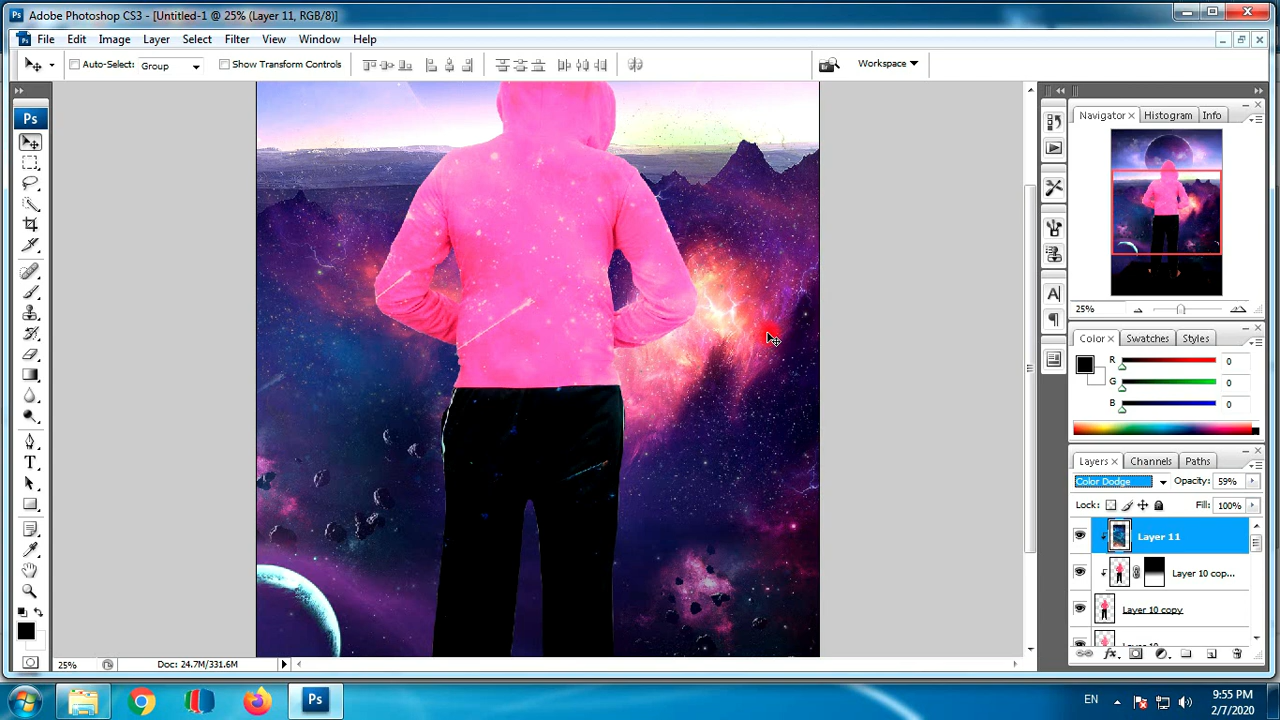 Adobe Photoshop CS3 - [Untitled-1 @ 25% (Layer 11, RGB/8)]
File Edit Image Layer Select Filter View Window Help
Auto-Select: Group Show Transform Controls Workspace
Ps
T
Navigator Histogram Info
25%
Color Swatches Styles
R 0
G 0
B 0
A
Layers Channels Paths
Color Dodge Opacity: 59%
Lock: Fill: 100%
Layer 11
Layer 10 cop...
Layer 10 copy
fx
25% Doc: 24.7M/331.6M
Ps EN 9:55 PM
2/7/2020